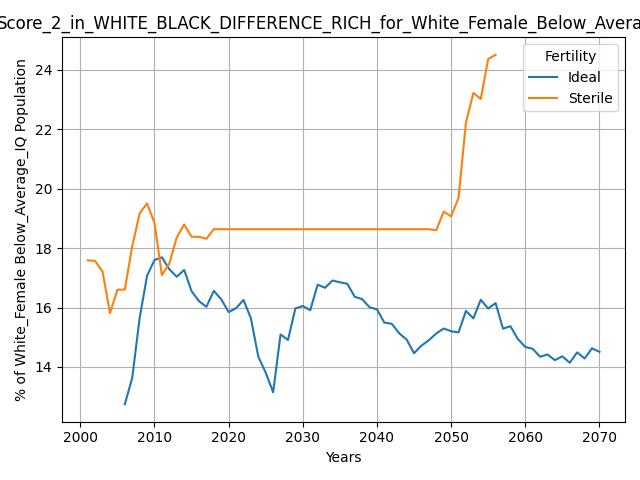 Score_2_in_WHITE_BLACK_DIFFERENCE_RICH_for_White_Female_Below_Avera
% of White_Female Below_Average_IQ Population
24
22
20
18
16
14
Fertility
Ideal
Sterile
2000 2010 2020 2030 2040 2050 2060 2070
Years